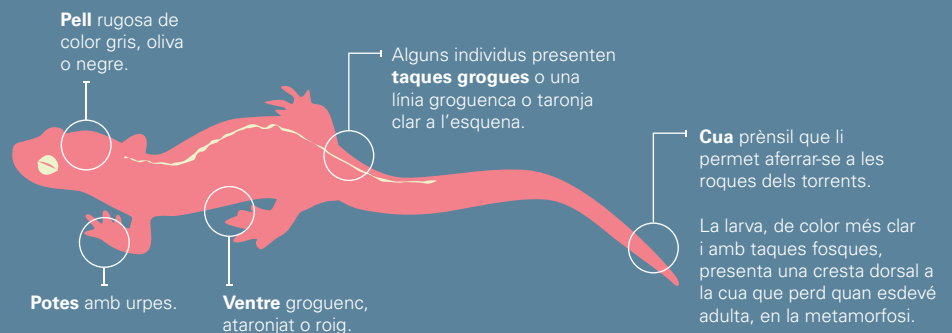 Pell rugosa de
color gris, oliva
o negre.
Alguns individus presenten
taques grogues o una
línia groguenca o taronja
clar a l'esquena.
Cua prènsil que li
permet aferrar-se a les
roques dels torrents.
La larva, de color més clar
i amb taques fosques,
presenta una cresta dorsal a
la cua que perd quan esdevé
adulta, en la metamorfosi.
Potes amb urpes.
Ventre groguenc,
ataronjat o roig.